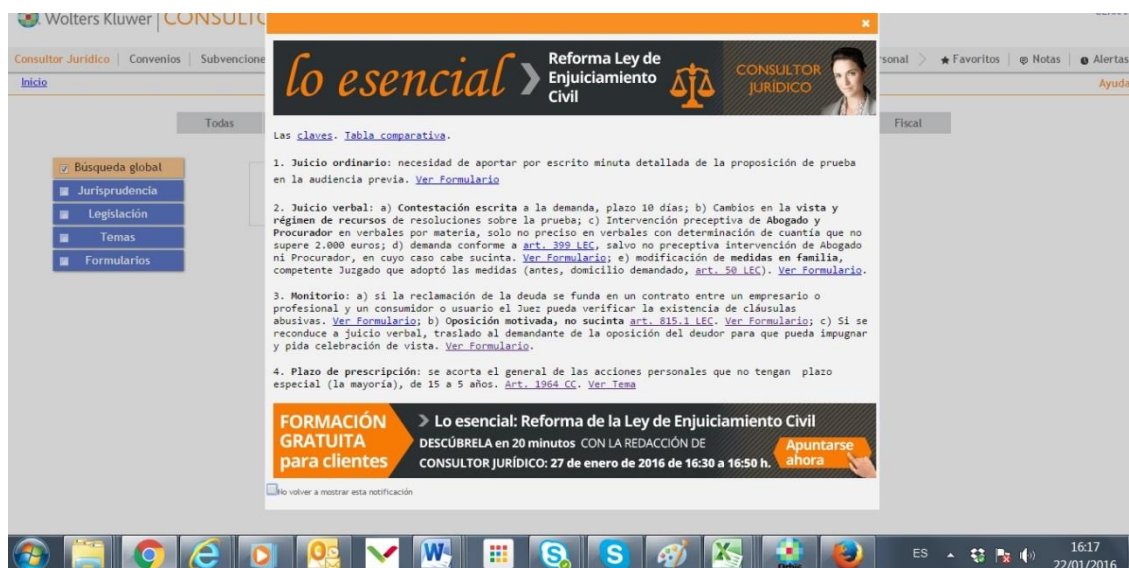 Wolters Kluwer | CONSULTO
Consultor Jurídico | Convenios | Subvencione
sonal > Favoritos | Notas | Alertas
Inicio
Ayuda
Todas
Fiscal
Búsqueda global
Jurisprudencia
Legislación
Temas
Formularios
lo esencial
Reforma Ley de
Enjuiciamiento
Civil
CONSULTOR
JURÍDICO
Las claves. Tabla comparativa.
1. Juicio ordinario: necesidad de aportar por escrito minuta detallada de la proposición de prueba
en la audiencia previa. Ver Formulario
2. Juicio verbal: a) Contestación escrita a la demanda, plazo 10 días; b) Cambios en la vista y
régimen de recursos de resoluciones sobre la prueba; c) Intervención preceptiva de Abogado y
Procurador en verbales por materia, solo no preciso en verbales con determinación de cuantía que no
supere 2.000 euros; d) demanda conforme a art. 399 LEC, salvo no preceptiva intervención de Abogado
ni Procurador, en cuyo caso cabe sucinta. Ver Formulario; e) modificación de medidas en familia,
competente Juzgado que adoptó las medidas (antes, domicilio demandado, art. 50 LEC). Ver Formulario.
3. Monitorio: a) si la reclamación de la deuda se funda en un contrato entre un empresario o
profesional y un consumidor o usuario el Juez pueda verificar la existencia de cláusulas
abusivas. Ver Formulario; b) Oposición motivada, no sucinta art. 815.1 LEC. Ver Formulario; c) Si se
reconduce a juicio verbal, traslado al demandante de la oposición del deudor para que pueda impugnar
y pida celebración de vista. Ver Formulario.
4. Plazo de prescripción: se acorta el general de las acciones personales que no tengan plazo
especial (la mayoría), de 15 a 5 años. Art. 1964 CC. Ver Tema
FORMACIÓN
GRATUITA
para clientes
Lo esencial: Reforma de la Ley de Enjuiciamiento Civil
DESCÚBRELA en 20 minutos CON LA REDACCIÓN DE
CONSULTOR JURÍDICO: 27 de enero de 2016 de 16:30 a 16:50 h.
Apuntarse
ahora
No volver a mostrar esta notificación
ES
16:17
22/01/2016